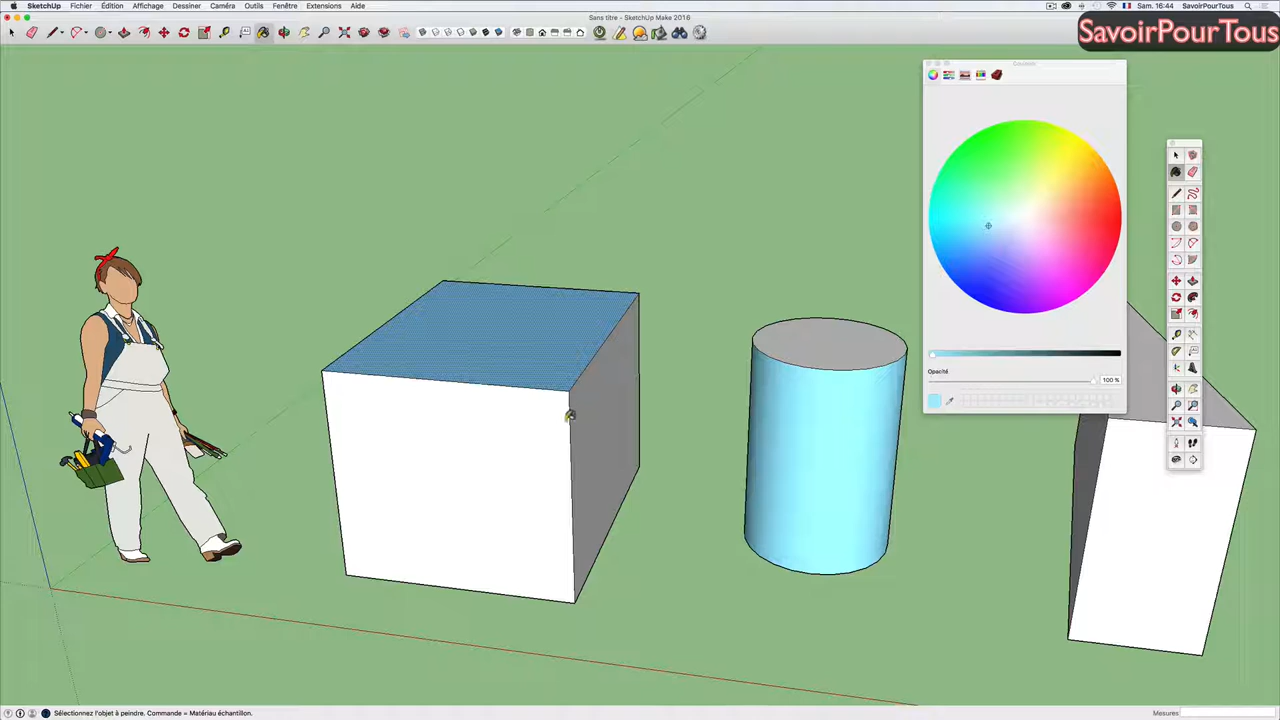 SketchUp Fichier Édition Affichage Dessiner Caméra Outils Fenêtre Extensions Aide Sam. 16:44 SavoirPourTous
Sans titre - SketchUp Make 2016
SavoirPourTous
Opacité
100 %
Sélectionnez l'objet à peindre. Commande = Matériau échantillon.
Mesures